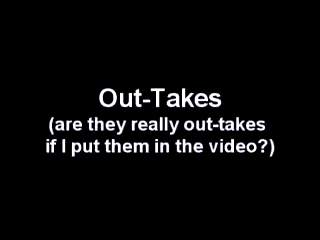 Out-Takes
(are they really out-takes
if I put them in the video?)